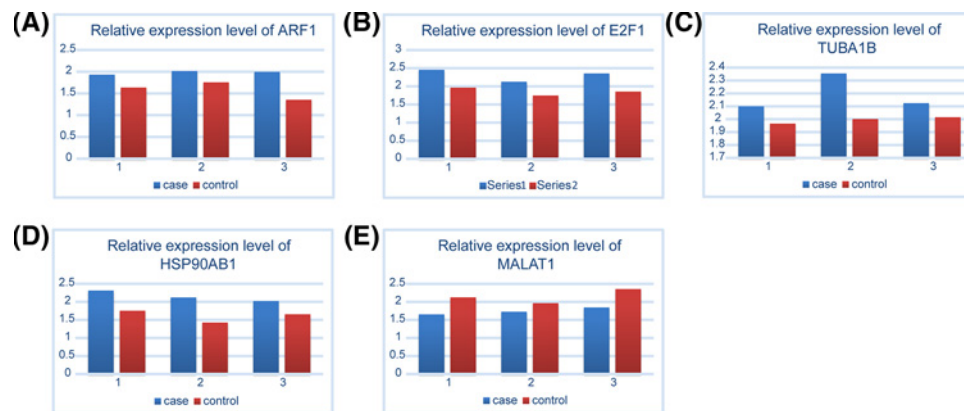 (A)
Relative expression level of ARF1
2.5
2
1.5
1
0.5
0
1 2 3
case control
(B)
Relative expression level of E2F1
3
2.5
2
1.5
1
0.5
0
1 2 3
Series1 Series2
(C)
Relative expression level of
TUBA1B
2.4
2.3
2.2
2.1
2
1.9
1.8
1.7
1 2 3
case control
(D)
Relative expression level of
HSP90AB1
2.5
2
1.5
1
0.5
0
1 2 3
case control
(E)
Relative expression level of
MALAT1
2.5
2
1.5
1
0.5
0
1 2 3
case control